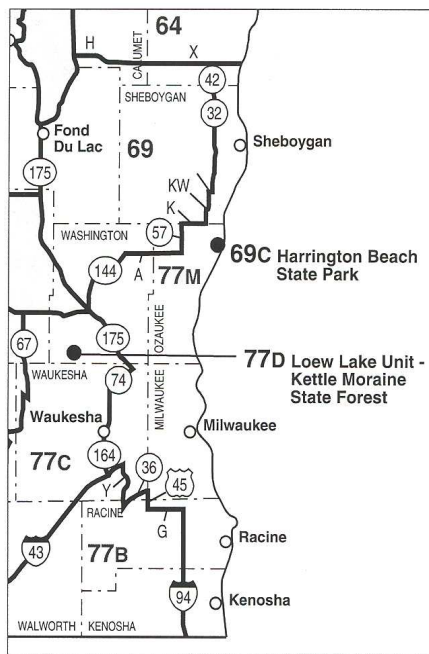 64
H
X
CALUMET
42
SHEBOYGAN
32
Fond
Du Lac
69
Sheboygan
175
KW
K
57
WASHINGTON
69C Harrington Beach
State Park
144
A
77M
OZAUKEE
175
67
77D Loew Lake Unit -
Kettle Moraine
State Forest
WAUKESHA
74
MILWAUKEE
Waukesha
Milwaukee
77C
164
36
Y
45
RACINE
G
Racine
43
77B
94
Kenosha
WALWORTH
KENOSHA